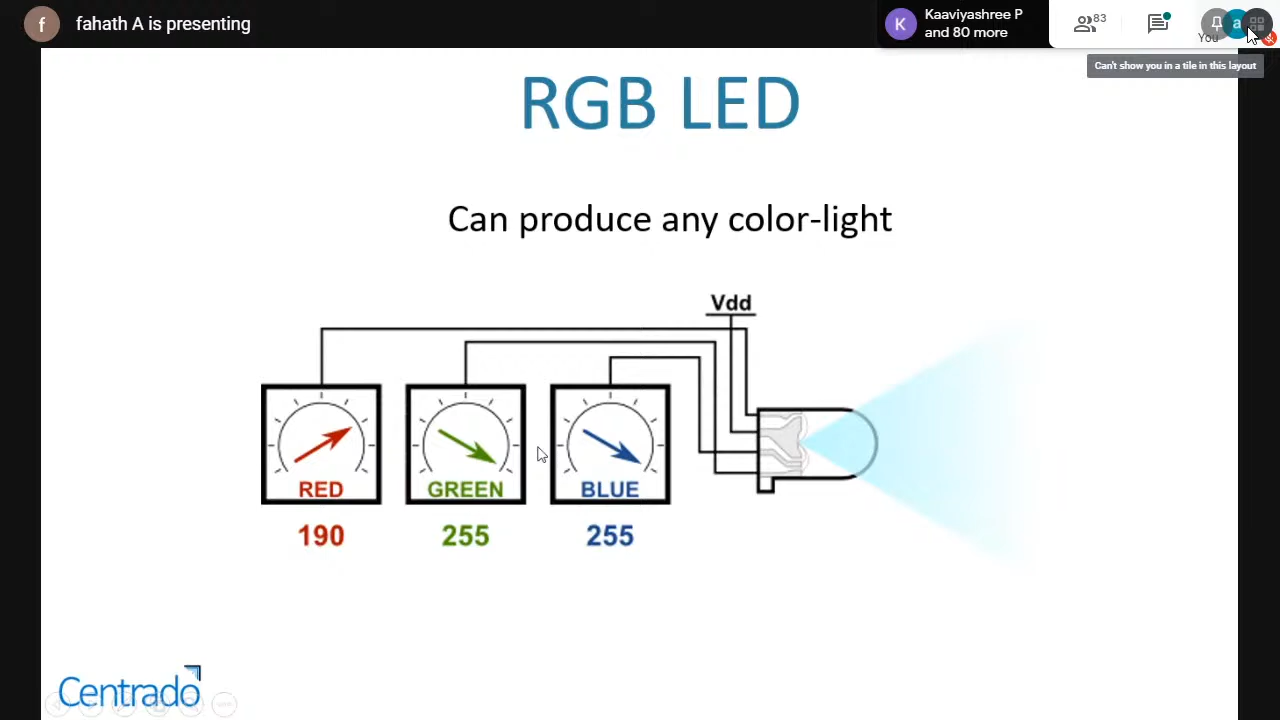 f fahath A is presenting
K Kaaviyashree P
and 80 more
83
a
You
Can't show you in a tile in this layout
RGB LED
Can produce any color-light
Vdd
RED GREEN BLUE
190 255 255
Centrado